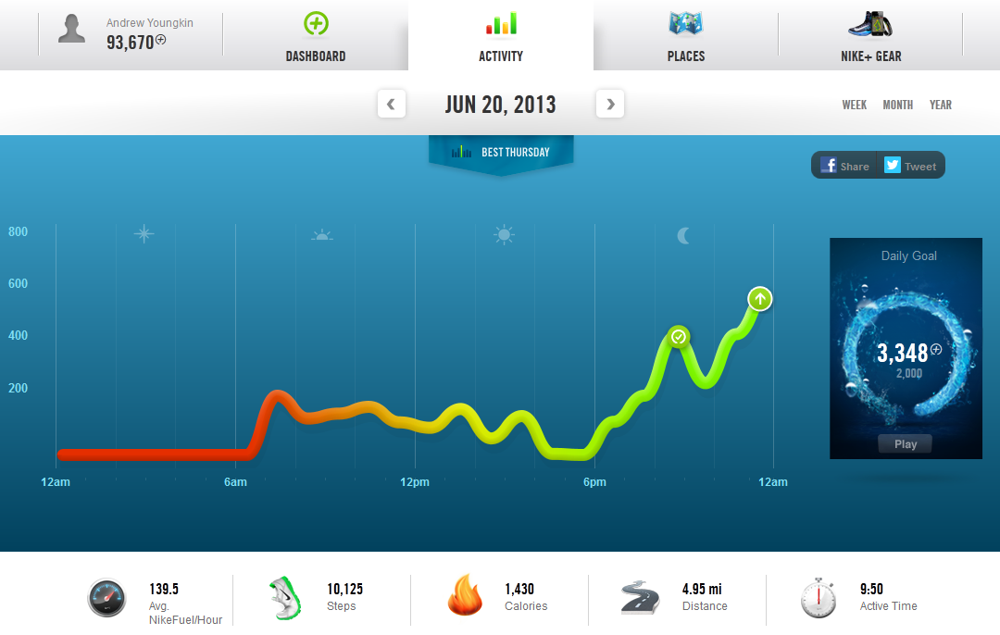 Andrew Youngkin
93,670
DASHBOARD
ACTIVITY
PLACES
NIKE+ GEAR
JUN 20, 2013
WEEK MONTH YEAR
BEST THURSDAY
Share Tweet
800
600
400
200
12am 6am 12pm 6pm 12am
Daily Goal
3,348
2,000
Play
139.5
Avg.
NikeFuel/Hour
10,125
Steps
1,430
Calories
4.95 mi
Distance
9:50
Active Time